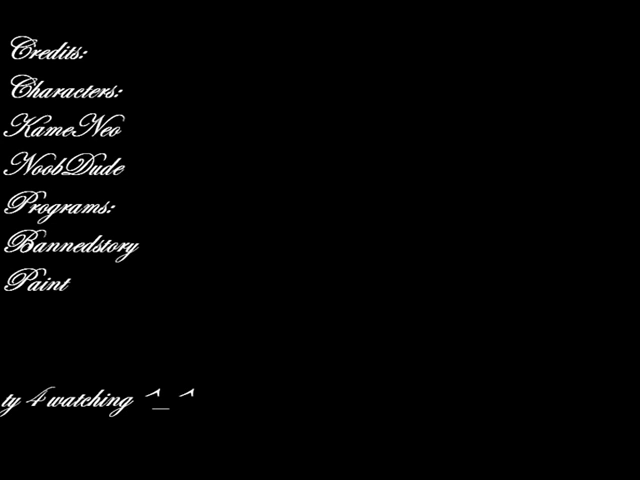 Credits:
Characters:
KameNeo
NoobDude
Programs:
Bannedstory
Paint
ty 4 watching ^_^